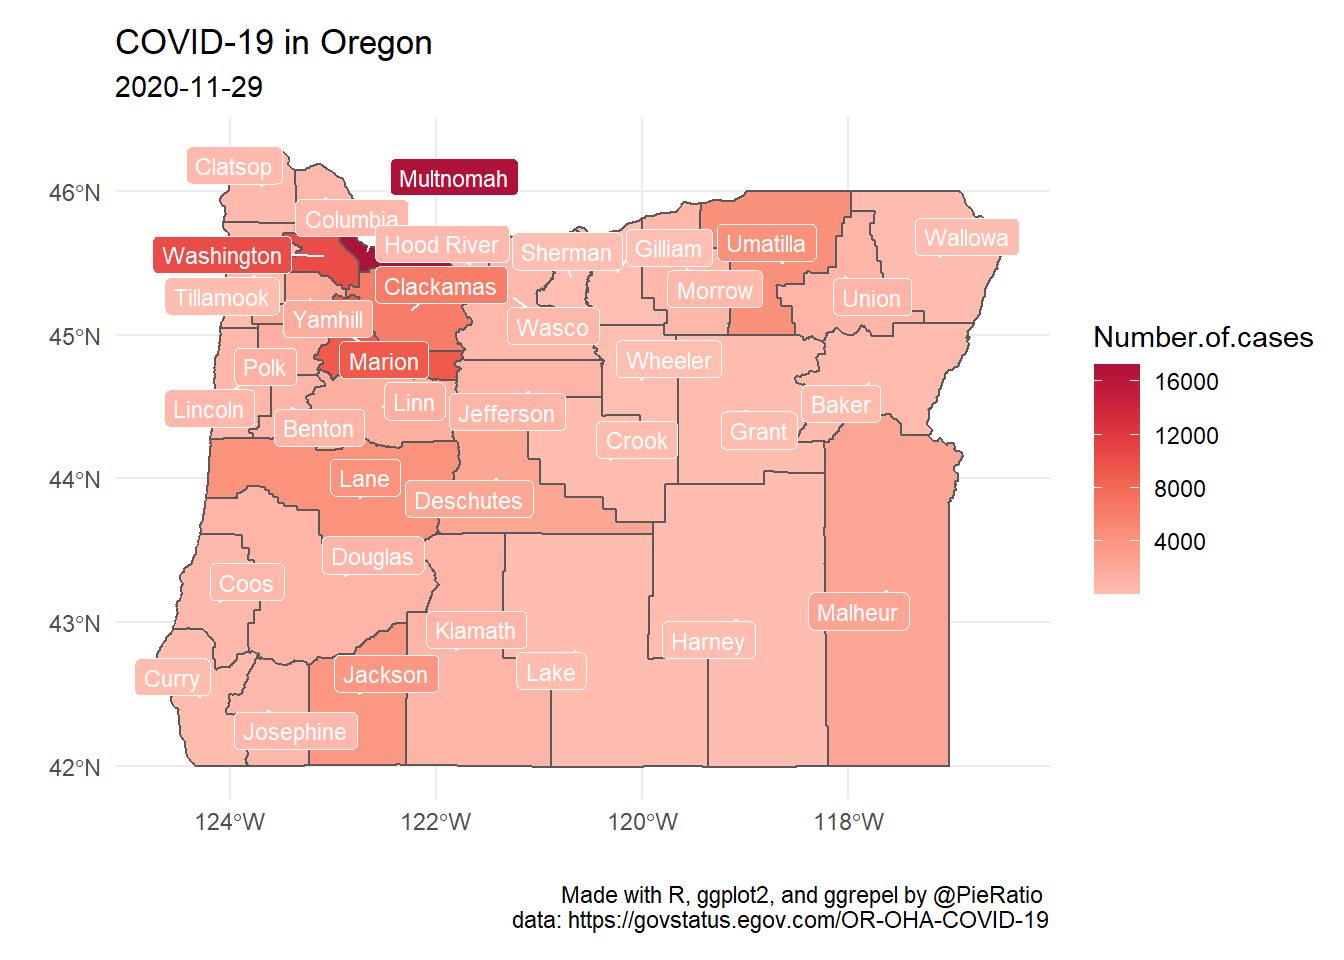 COVID-19 in Oregon
2020-11-29
Clatsop
Multnomah
46°N
Columbia
Washington
Hood River
Sherman
Gilliam
Umatilla
Wallowa
Tillamook
Clackamas
Morrow
Union
Yamhill
Wasco
45°N
Polk
Marion
Wheeler
Lincoln
Benton
Linn
Jefferson
Crook
Grant
Baker
44°N
Lane
Deschutes
Douglas
Coos
43°N
Klamath
Harney
Malheur
Curry
Jackson
Lake
Josephine
42°N
124°W
122°W
120°W
118°W
Number.of.cases
16000
12000
8000
4000
Made with R, ggplot2, and ggrepel by @PieRatio
data: https://govstatus.egov.com/OR-OHA-COVID-19